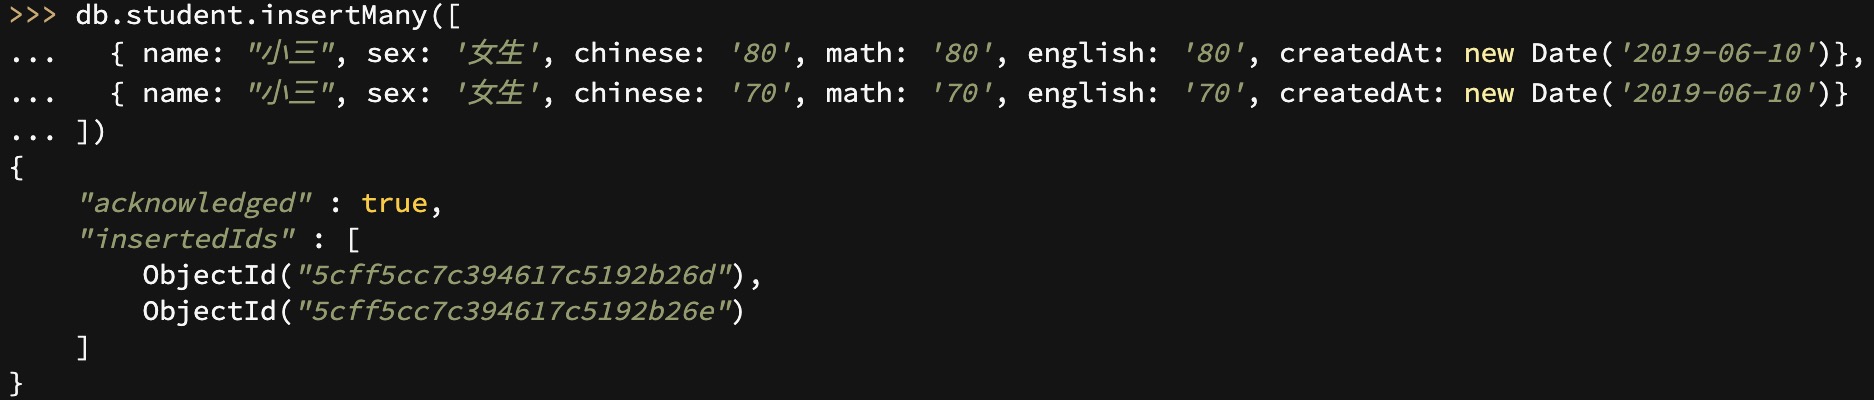 >>> db.student.insertMany([
...   { name: "小三", sex: '女生', chinese: '80', math: '80', english: '80', createdAt: new Date('2019-06-10')},
...   { name: "小三", sex: '女生', chinese: '70', math: '70', english: '70', createdAt: new Date('2019-06-10')}
... ])
{
    "acknowledged" : true,
    "insertedIds" : [
        ObjectId("5cff5cc7c394617c5192b26d"),
        ObjectId("5cff5cc7c394617c5192b26e")
    ]
}